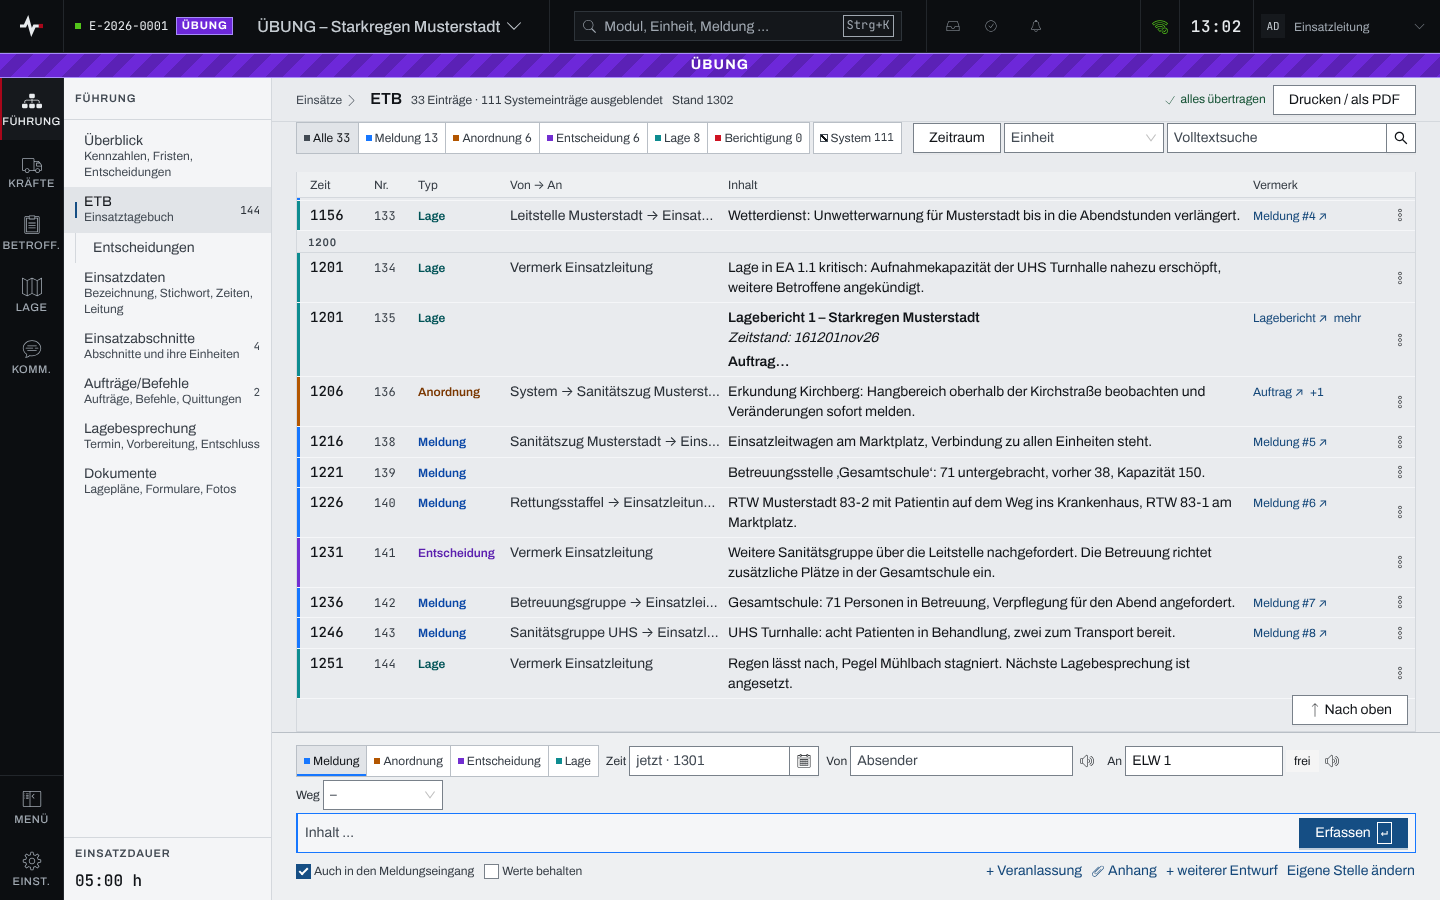 E-2026-0001 ÜBUNG ÜBUNG – Starkregen Musterstadt Modul, Einheit, Meldung ... Strg+K 13:02 AD Einsatzleitung
ÜBUNG
FÜHRUNG
KRÄFTE
BETROFF.
LAGE
KOMM.
MENÜ
EINST.
FÜHRUNG
Überblick
Kennzahlen, Fristen,
Entscheidungen
ETB
Einsatztagebuch 144
Entscheidungen
Einsatzdaten
Bezeichnung, Stichwort, Zeiten,
Leitung
Einsatzabschnitte
Abschnitte und ihre Einheiten 4
Aufträge/Befehle
Aufträge, Befehle, Quittungen 2
Lagebesprechung
Termin, Vorbereitung, Entschluss
Dokumente
Lagepläne, Formulare, Fotos
EINSATZDAUER
05:00 h
Einsätze ETB 33 Einträge · 111 Systemeinträge ausgeblendet Stand 1302 alles übertragen Drucken / als PDF
Alle 33 Meldung 13 Anordnung 6 Entscheidung 6 Lage 8 Berichtigung 0 System 111 Zeitraum Einheit Volltextsuche
Zeit Nr. Typ Von → An Inhalt Vermerk
1156 133 Lage Leitstelle Musterstadt → Einsat... Wetterdienst: Unwetterwarnung für Musterstadt bis in die Abendstunden verlängert. Meldung #4 ↗
1200
1201 134 Lage Vermerk Einsatzleitung Lage in EA 1.1 kritisch: Aufnahmekapazität der UHS Turnhalle nahezu erschöpft,
weitere Betroffene angekündigt.
1201 135 Lage Lagebericht 1 – Starkregen Musterstadt Lagebericht ↗ mehr
Zeitstand: 161201nov26
Auftrag...
1206 136 Anordnung System → Sanitätszug Musterst... Erkundung Kirchberg: Hangbereich oberhalb der Kirchstraße beobachten und Auftrag ↗ +1
Veränderungen sofort melden.
1216 138 Meldung Sanitätszug Musterstadt → Eins... Einsatzleitwagen am Marktplatz, Verbindung zu allen Einheiten steht. Meldung #5 ↗
1221 139 Meldung Betreuungsstelle ‚Gesamtschule‘: 71 untergebracht, vorher 38, Kapazität 150.
1226 140 Meldung Rettungsstaffel → Einsatzleitun... RTW Musterstadt 83-2 mit Patientin auf dem Weg ins Krankenhaus, RTW 83-1 am Meldung #6 ↗
Marktplatz.
1231 141 Entscheidung Vermerk Einsatzleitung Weitere Sanitätsgruppe über die Leitstelle nachgefordert. Die Betreuung richtet
zusätzliche Plätze in der Gesamtschule ein.
1236 142 Meldung Betreuungsgruppe → Einsatzlei... Gesamtschule: 71 Personen in Betreuung, Verpflegung für den Abend angefordert. Meldung #7 ↗
1246 143 Meldung Sanitätsgruppe UHS → Einsatzl... UHS Turnhalle: acht Patienten in Behandlung, zwei zum Transport bereit. Meldung #8 ↗
1251 144 Lage Vermerk Einsatzleitung Regen lässt nach, Pegel Mühlbach stagniert. Nächste Lagebesprechung ist
angesetzt.
↑ Nach oben
Meldung Anordnung Entscheidung Lage Zeit jetzt · 1301 Von Absender An ELW 1 frei
Weg –
Inhalt ... Erfassen ↵
Auch in den Meldungseingang Werte behalten + Veranlassung Anhang + weiterer Entwurf Eigene Stelle ändern